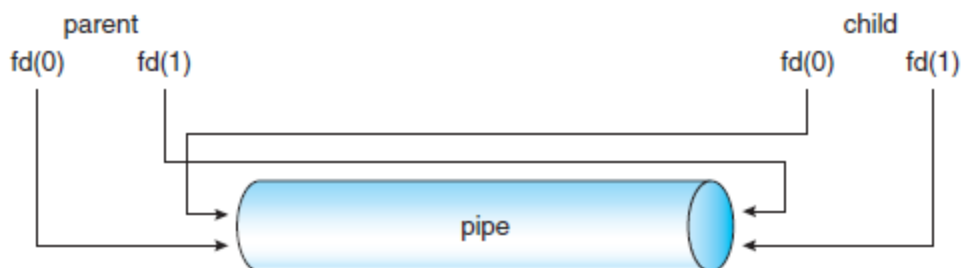 parent child
fd(0) fd(1) fd(0) fd(1)
pipe